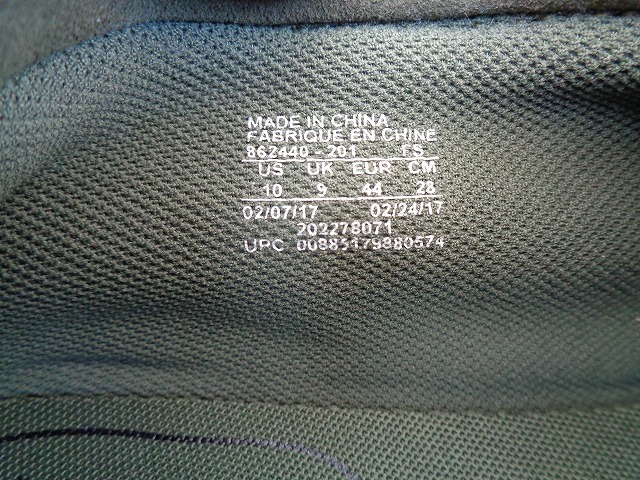 MADE IN CHINA
FABRIQUE EN CHINE
862440-201 FS
US UK EUR CM
10 9 44 28
02/07/17 02/24/17
202278071
UPC 00885179880574